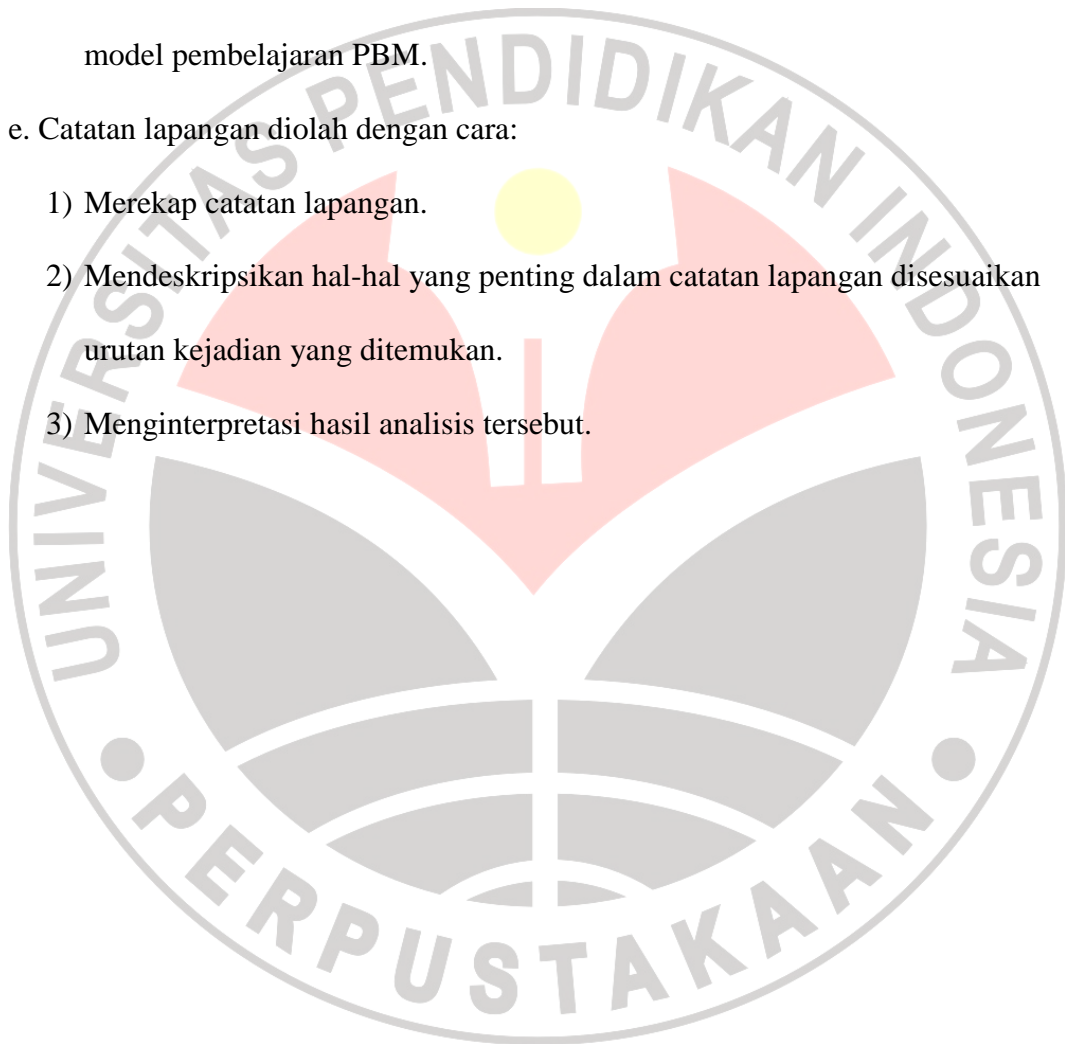 model pembelajaran PBM.
e. Catatan lapangan diolah dengan cara:
1) Merekap catatan lapangan.
2) Mendeskripsikan hal-hal yang penting dalam catatan lapangan disesuaikan
urutan kejadian yang ditemukan.
3) Menginterpretasi hasil analisis tersebut.
UNIVERSITAS PENDIDIKAN INDONESIA
PERPUSTAKAAN